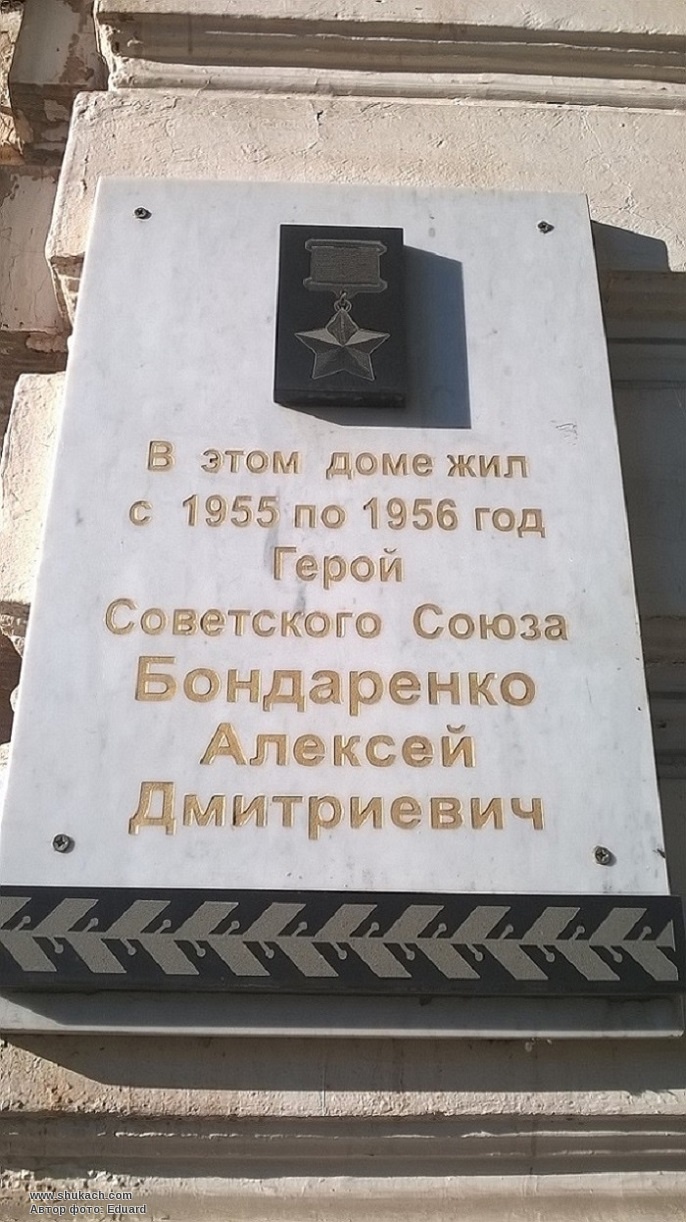 В этом доме жил
с 1955 по 1956 год
Герой
Советского Союза
Бондаренко
Алексей
Дмитриевич
www.shukach.com
Автор фото: Eduard